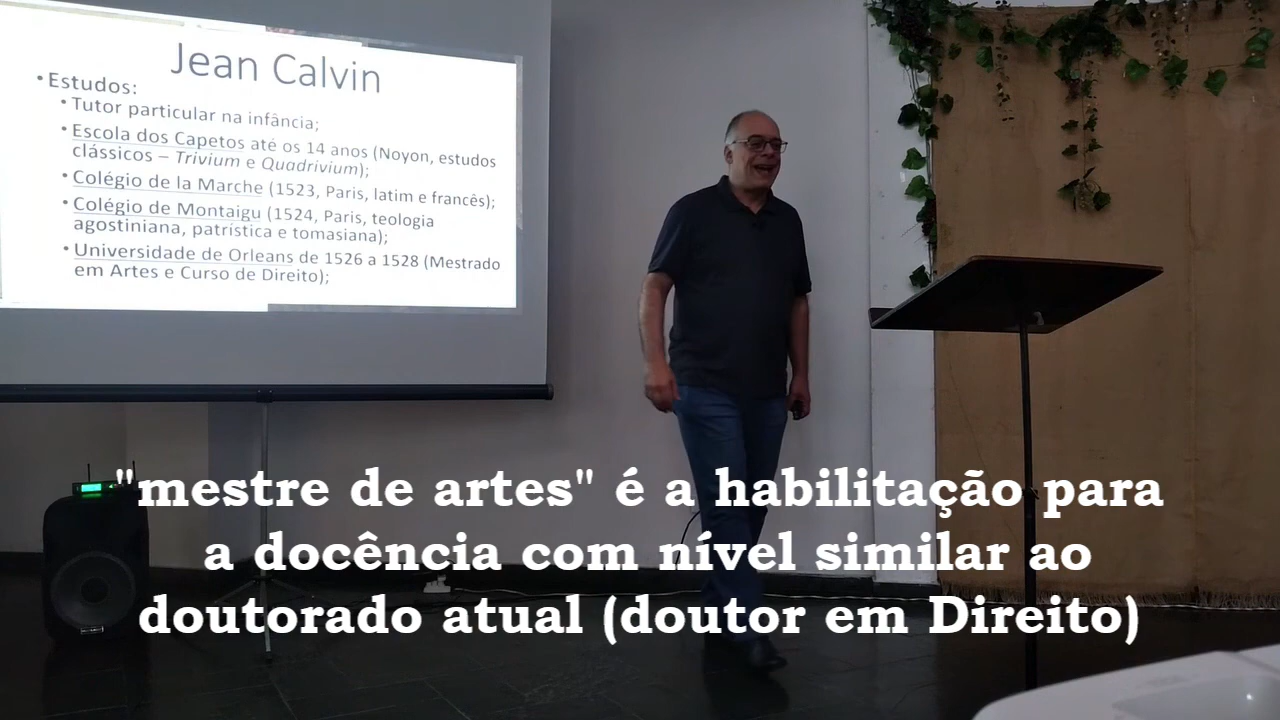 Jean Calvin
• Estudos:
• Tutor particular na infância;
• Escola dos Capetos até os 14 anos (Noyon, estudos
clássicos – Trivium e Quadrivium);
• Colégio de la Marche (1523, Paris, latim e francês);
• Colégio de Montaigu (1524, Paris, teologia
agostiniana, patrística e tomasiana);
• Universidade de Orleans de 1526 a 1528 (Mestrado
em Artes e Curso de Direito);
"mestre de artes" é a habilitação para
a docência com nível similar ao
doutorado atual (doutor em Direito)